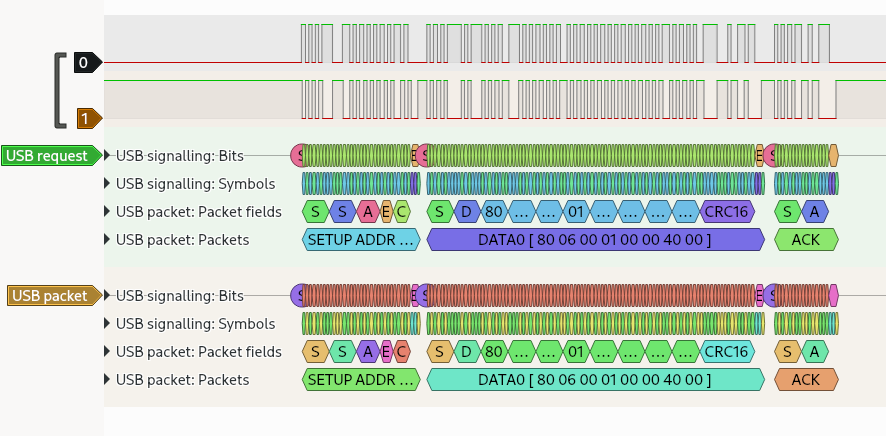 0
1
USB request
USB signalling: Bits S E S E S
USB signalling: Symbols
USB packet: Packet fields S S A E C S D 80 ... ... 01 ... ... ... ... CRC16 S A
USB packet: Packets SETUP ADDR ... DATA0 [ 80 06 00 01 00 00 40 00 ] ACK
USB packet
USB signalling: Bits S E S E S
USB signalling: Symbols
USB packet: Packet fields S S A E C S D 80 ... ... 01 ... ... ... ... CRC16 S A
USB packet: Packets SETUP ADDR ... DATA0 [ 80 06 00 01 00 00 40 00 ] ACK